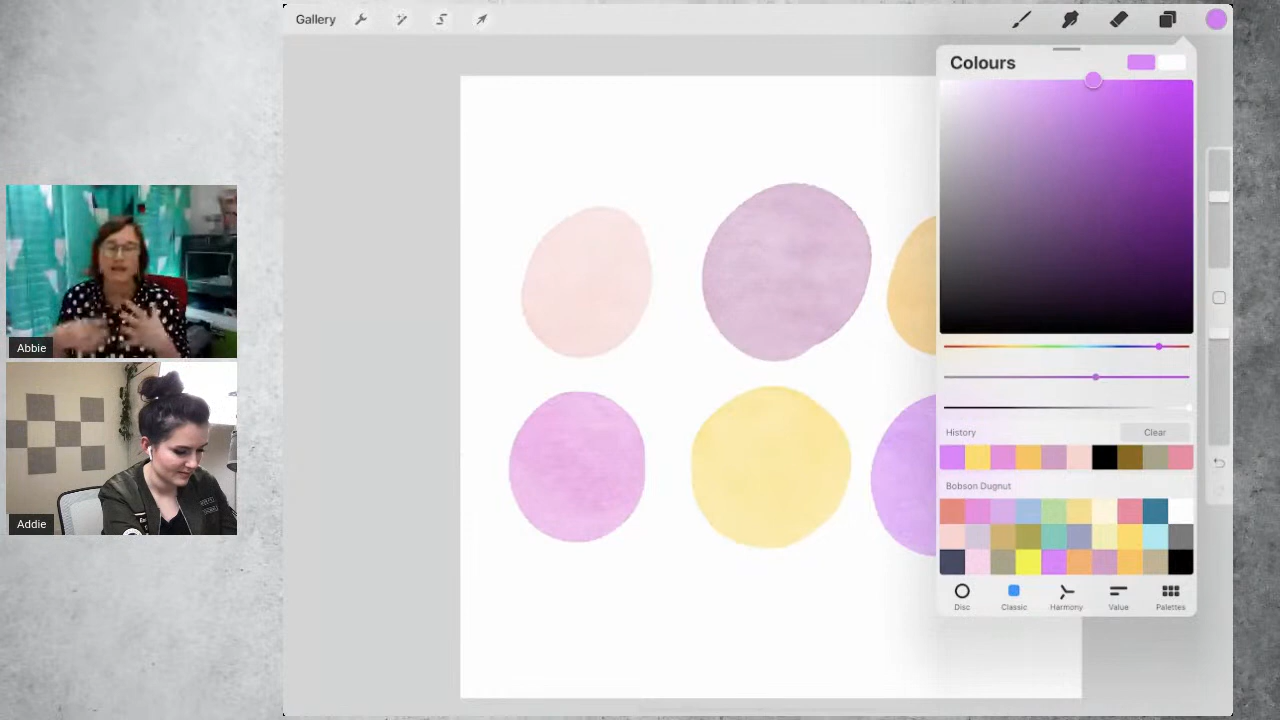 Gallery
Colours
History
Clear
Bobson Dugnut
Disc
Classic
Harmony
Value
Palettes
Abbie
Addie